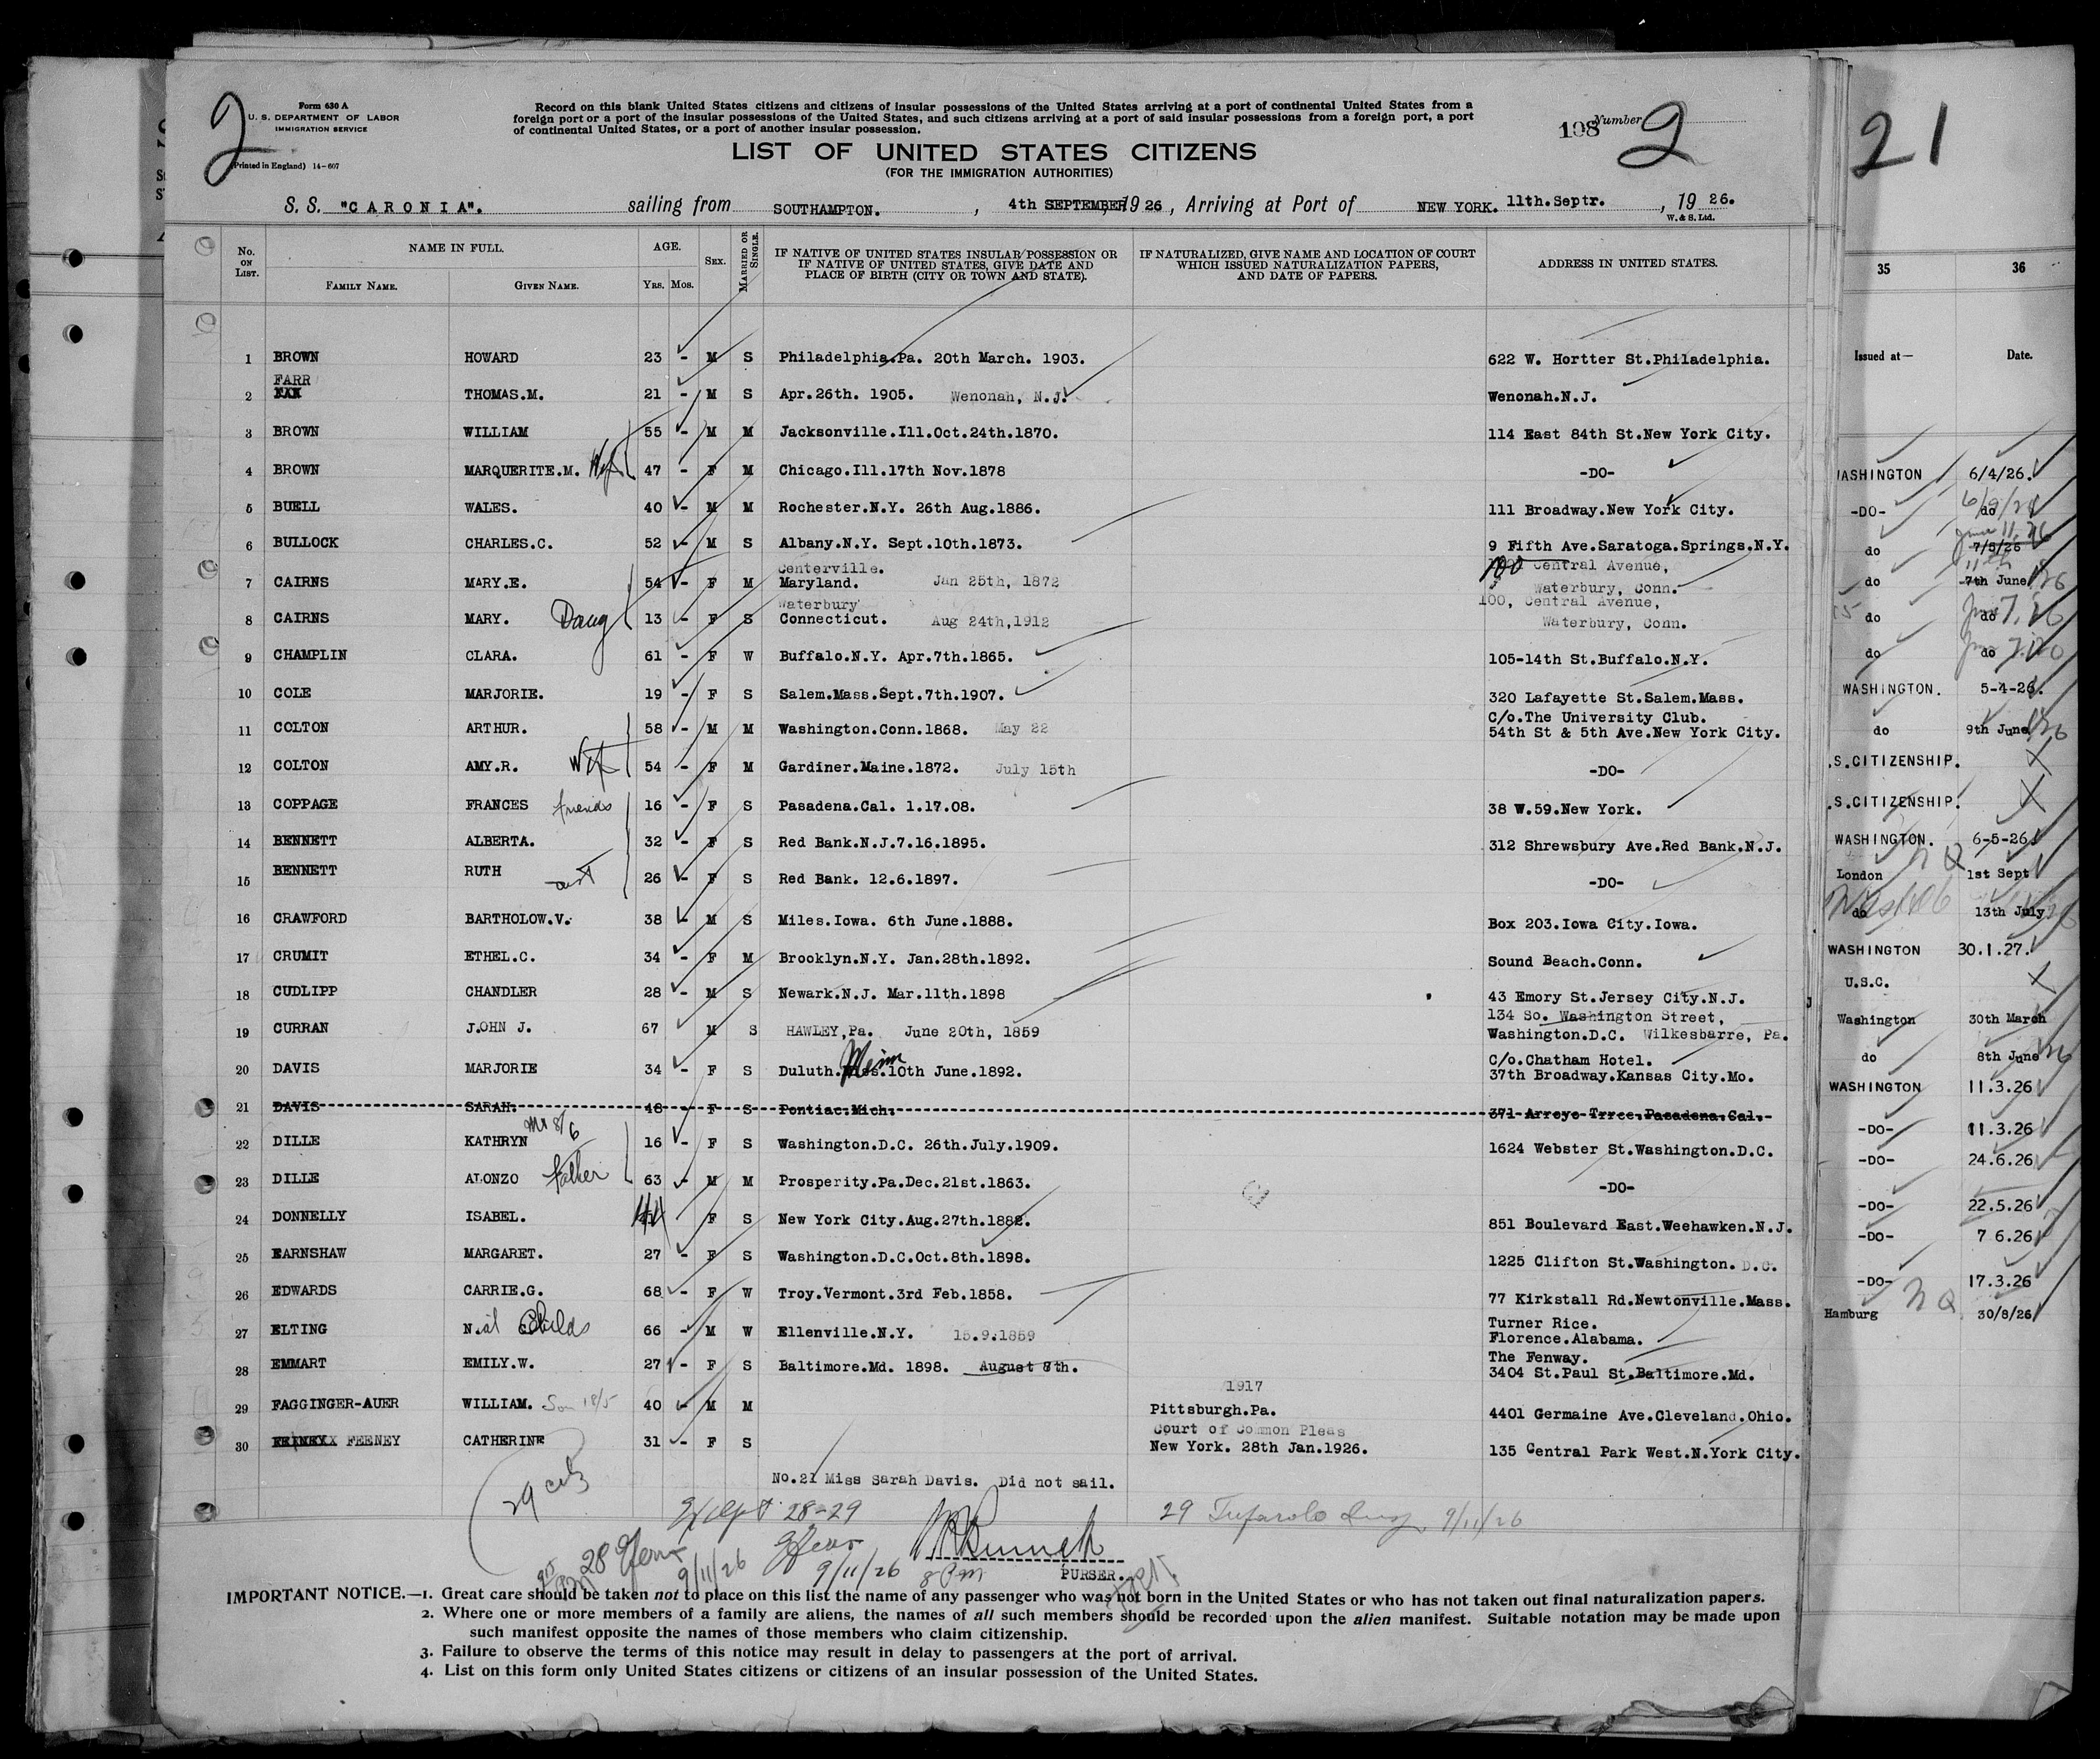 2
Form 630 A
U. S. DEPARTMENT OF LABOR
IMMIGRATION SERVICE
(Printed in England) 14-607
Record on this blank United States citizens and citizens of insular possessions of the United States arriving at a port of continental United States from a
foreign port or a port of the insular possessions of the United States, and such citizens arriving at a port of said insular possessions from a foreign port, a port
of continental United States, or a port of another insular possession.
LIST OF UNITED STATES CITIZENS
(FOR THE IMMIGRATION AUTHORITIES)
198 Number 2
21
S. S. "CARONIA". sailing from SOUTHAMPTON. , 4th SEPTEMBER, 1926 , Arriving at Port of NEW YORK. 11th.Septr. , 19 26.
W. & S. Ltd.
No. ON LIST. NAME IN FULL. AGE. SEX. MARRIED OR SINGLE. IF NATIVE OF UNITED STATES INSULAR POSSESSION OR IF NATIVE OF UNITED STATES, GIVE DATE AND PLACE OF BIRTH (CITY OR TOWN AND STATE). IF NATURALIZED, GIVE NAME AND LOCATION OF COURT WHICH ISSUED NATURALIZATION PAPERS, AND DATE OF PAPERS. ADDRESS IN UNITED STATES. 35 36
FAMILY NAME. GIVEN NAME. YRS. MOS. Issued at— Date.
1 BROWN HOWARD 23 - M S Philadelphia.Pa. 20th March. 1903. 622 W. Hortter St.Philadelphia.
2 FARR THOMAS.M. 21 - M S Apr.26th. 1905. Wenonah, N.J. Wenonah.N.J.
3 BROWN WILLIAM 55 - M M Jacksonville.Ill.Oct.24th.1870. 114 East 84th St.New York City.
4 BROWN MARQUERITE.M. Wf 47 - F M Chicago.Ill.17th Nov.1878 -DO-
5 BUELL WALES. 40 - M M Rochester.N.Y. 26th Aug.1886. 111 Broadway.New York City.
6 BULLOCK CHARLES.C. 52 - M S Albany.N.Y. Sept.10th.1873. 9 Fifth Ave.Saratoga.Springs.N.Y.
7 CAIRNS MARY.E. 54 - F M Centerville. Maryland. Jan 25th, 1872 100 Central Avenue, Waterbury, Conn.
8 CAIRNS MARY. Daug 13 - F S Waterbury Connecticut. Aug 24th,1912 100, Central Avenue, Waterbury, Conn.
9 CHAMPLIN CLARA. 61 - F W Buffalo.N.Y. Apr.7th.1865. 105-14th St.Buffalo.N.Y.
10 COLE MARJORIE. 19 - F S Salem.Mass.Sept.7th.1907. 320 Lafayette St.Salem.Mass.
11 COLTON ARTHUR. 58 - M M Washington.Conn.1868. May 22 C/o.The University Club. 54th St & 5th Ave.New York City.
12 COLTON AMY.R. Wf 54 - F M Gardiner.Maine.1872. July 15th -DO-
13 COPPAGE FRANCES friends 16 - F S Pasadena.Cal. 1.17.08. 38 W.59.New York.
14 BENNETT ALBERTA. 32 - F S Red Bank.N.J.7.16.1895. 312 Shrewsbury Ave.Red Bank.N.J.
15 BENNETT RUTH 26 - F S Red Bank. 12.6.1897. -DO-
16 CRAWFORD BARTHOLOW.V. 38 - M S Miles.Iowa. 6th June.1888. Box 203.Iowa City.Iowa.
17 CRUMIT ETHEL.C. 34 - F M Brooklyn.N.Y. Jan.28th.1892. Sound Beach.Conn.
18 CUDLIPP CHANDLER 28 - M S Newark.N.J. Mar.11th.1898 43 Emory St.Jersey City.N.J.
19 CURRAN JOHN J. 67 M S HAWLEY,Pa. June 20th, 1859 134 So. Washington Street, Washington.D.C. Wilkesbarre, Pa.
20 DAVIS MARJORIE 34 - F S Duluth.Minn.10th June.1892. C/o.Chatham Hotel. 37th Broadway.Kansas City.Mo.
21 DAVIS SARAH. 48 - F S Pontiac.Mich. 371 Arroyo Trrce.Pasadena.Cal.
22 DILLE KATHRYN 16 - F S Washington.D.C. 26th.July.1909. 1624 Webster St.Washington.D.C.
23 DILLE ALONZO father 63 - M M Prosperity.Pa.Dec.21st.1863. -DO-
24 DONNELLY ISABEL. 44 F S New York City.Aug.27th.1882. 851 Boulevard East.Weehawken.N.J.
25 EARNSHAW MARGARET. 27 - F S Washington.D.C.Oct.8th.1898. 1225 Clifton St.Washington. D.C.
26 EDWARDS CARRIE.G. 68 - F W Troy.Vermont.3rd Feb.1858. 77 Kirkstall Rd.Newtonville.Mass.
27 ELTING 66 - M W Ellenville.N.Y. 15.9.1859 Turner Rice. Florence.Alabama.
28 EMMART EMILY.W. 27 - F S Baltimore.Md. 1898. August 8th. The Fenway. 3404 St.Paul St.Baltimore.Md.
29 FAGGINGER-AUER WILLIAM. 40 - M M 1917 Pittsburgh.Pa. 4401 Germaine Ave.Cleveland.Ohio.
30 FEENEY CATHERINE 31 - F S Court of Common Pleas New York. 28th Jan.1926. 135 Central Park West.N.York City.
No.21 Miss Sarah Davis. Did not sail.
29 9/11/26
28-29
9/11/26
9/11/26
8 PM
PURSER.
IMPORTANT NOTICE.—1. Great care should be taken not to place on this list the name of any passenger who was not born in the United States or who has not taken out final naturalization papers.
2. Where one or more members of a family are aliens, the names of all such members should be recorded upon the alien manifest. Suitable notation may be made upon
such manifest opposite the names of those members who claim citizenship.
3. Failure to observe the terms of this notice may result in delay to passengers at the port of arrival.
4. List on this form only United States citizens or citizens of an insular possession of the United States.
ASHINGTON 6/4/26.
-DO- do
do 7/5/26
do 7th June
do do
do do
WASHINGTON. 5-4-26.
do 9th June
.S.CITIZENSHIP. X
.S.CITIZENSHIP. X
WASHINGTON. 6-5-26.
London 1st Sept
do 13th July
WASHINGTON 30.1.27.
U.S.C. X
Washington 30th March
do 8th June
WASHINGTON 11.3.26
-DO- 11.3.26
-DO- 24.6.26
-DO- 22.5.26
-DO- 7 6.26
-DO- 17.3.26
Hamburg 30/8/26